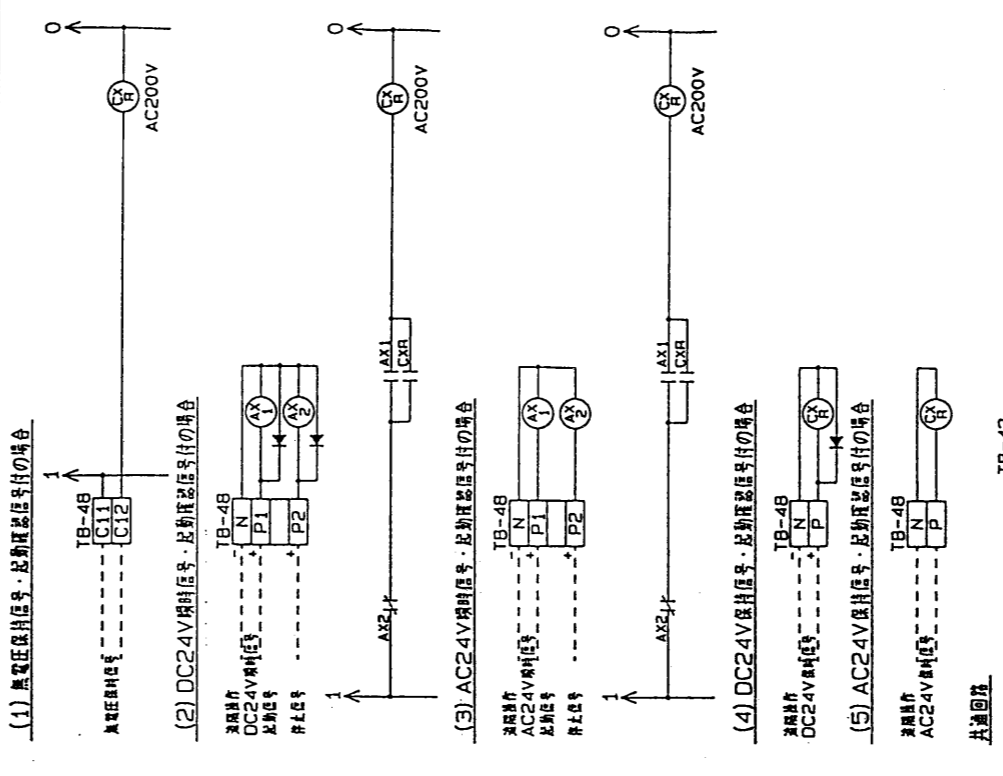 (1) 無電圧保持信号・起動確認信号付の場合
TB-48
無電圧保持信号
C11
C12
1
0
CX
R
AC200V
(2) DC24V瞬時信号・起動確認信号付の場合
TB-48
遠隔操作
DC24V瞬時信号
起動信号
停止信号
-
+
+
N
P1
P2
AX
1
AX
2
1
0
AX2
AX1
CXR
CX
R
AC200V
(3) AC24V瞬時信号・起動確認信号付の場合
TB-48
遠隔操作
AC24V瞬時信号
起動信号
停止信号
-
+
+
N
P1
P2
AX
1
AX
2
1
0
AX2
AX1
CXR
CX
R
AC200V
(4) DC24V保持信号・起動確認信号付の場合
TB-48
遠隔操作
DC24V保持信号
-
+
N
P
CX
R
(5) AC24V保持信号・起動確認信号付の場合
TB-48
遠隔操作
AC24V保持信号
N
P
CX
R
共通回路